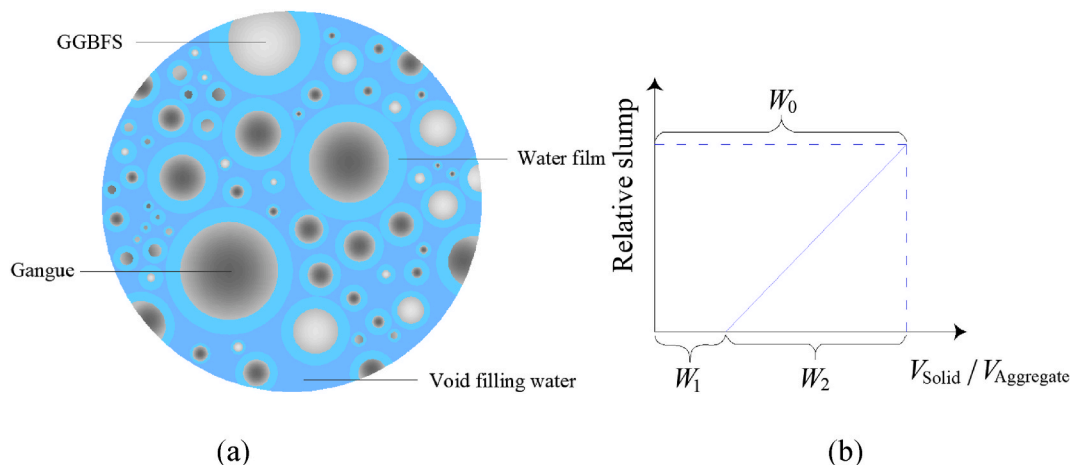 GGBFS
Water film
Gangue
Void filling water
(a)
Relative slump
W0
W1
W2
VSolid / VAggregate
(b)